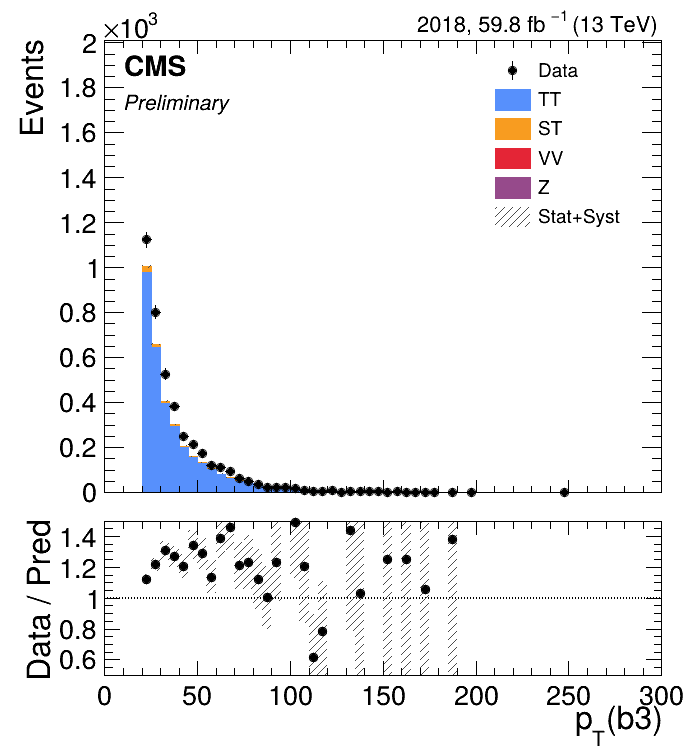 ×10³
2018, 59.8 fb⁻¹ (13 TeV)
Events
2
1.8
1.6
1.4
1.2
1
0.8
0.6
0.4
0.2
0
CMS
Preliminary
Data
TT
ST
VV
Z
Stat+Syst
Data / Pred
1.4
1.2
1
0.8
0.6
0 50 100 150 200 250 300
p_T(b3)